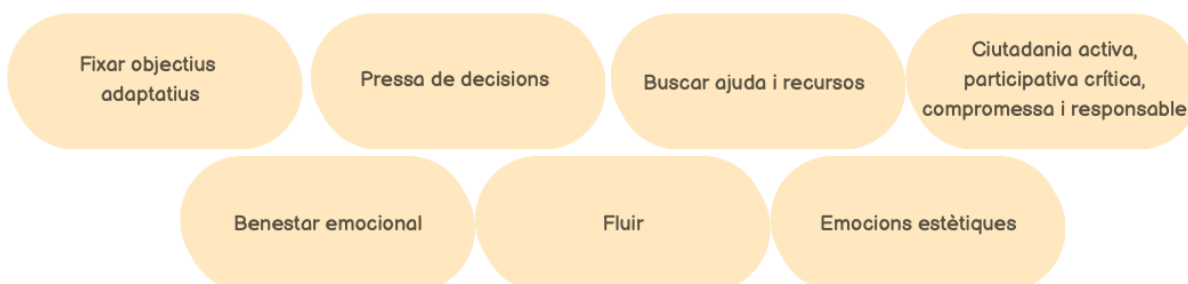 Fixar objectius
adaptatius
Pressa de decisions
Buscar ajuda i recursos
Ciutadania activa,
participativa crítica,
compromessa i responsable
Benestar emocional
Fluir
Emocions estètiques